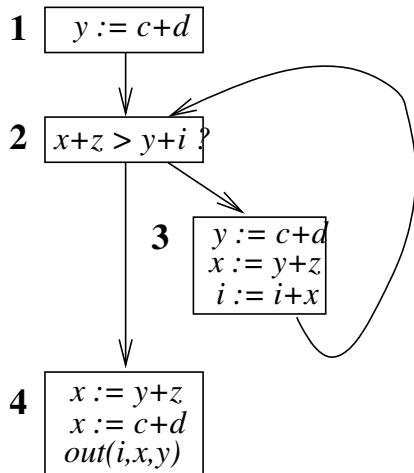 1
y := c+d
2
x+z > y+i ?
3
y := c+d
x := y+z
i := i+x
4
x := y+z
x := c+d
out(i,x,y)